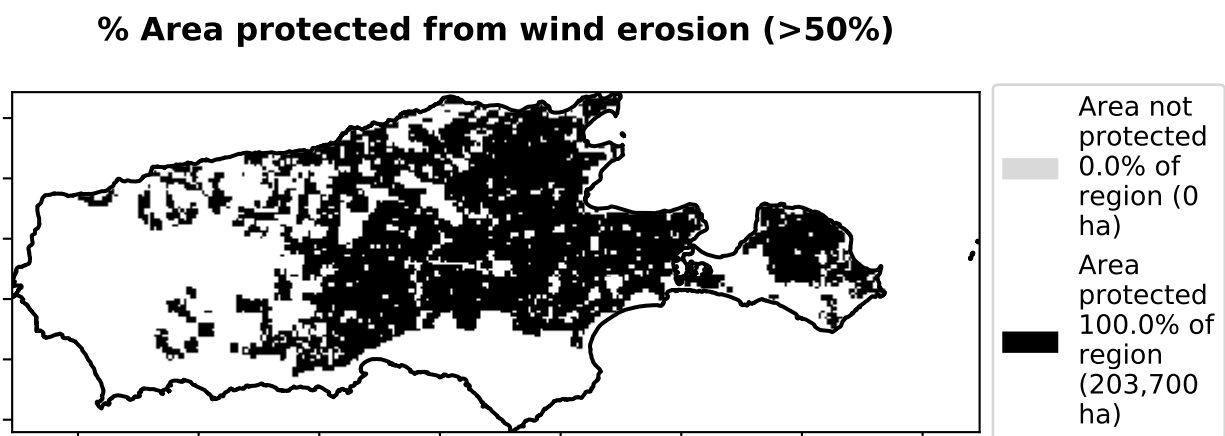 % Area protected from wind erosion (>50%)
Area not
protected
0.0% of
region (0
ha)
Area
protected
100.0% of
region
(203,700
ha)